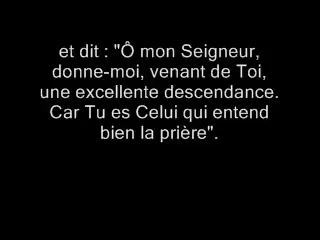 et dit : "Ô mon Seigneur,
donne-moi, venant de Toi,
une excellente descendance.
Car Tu es Celui qui entend
bien la prière".